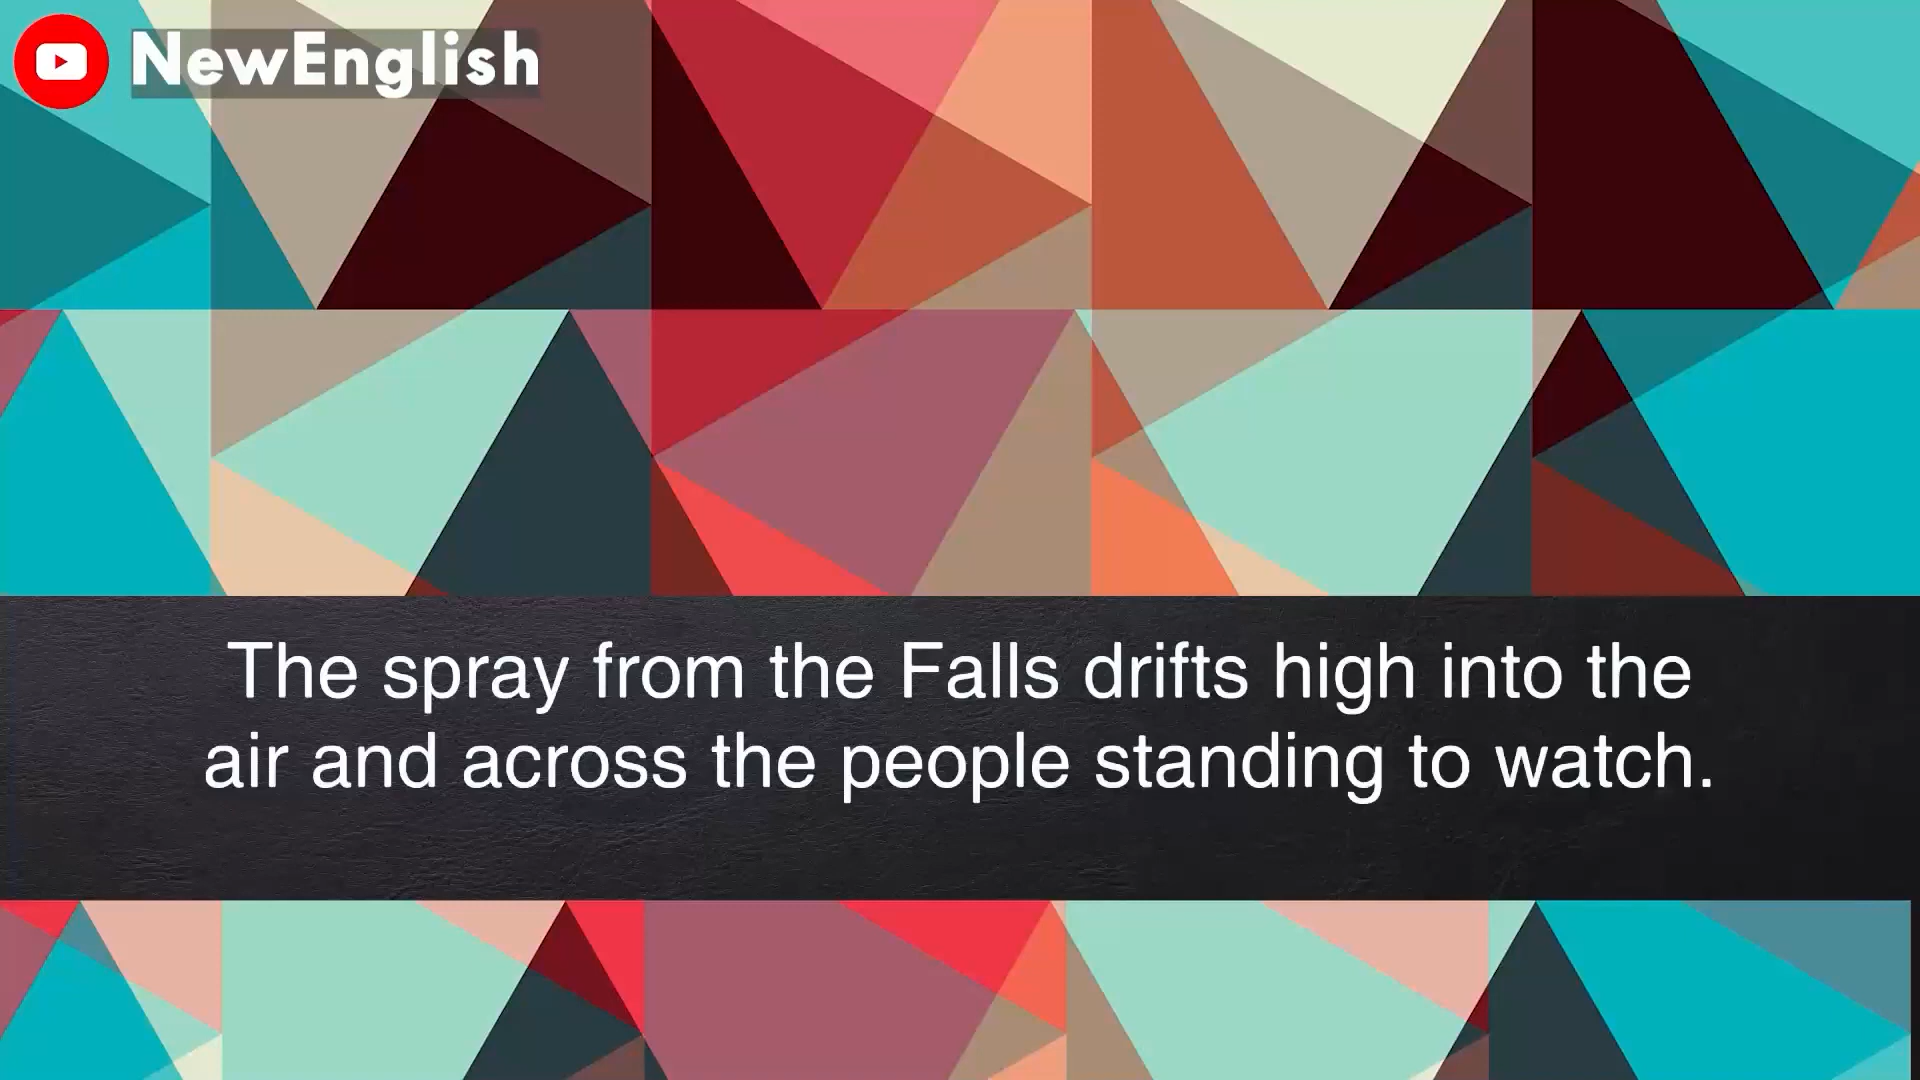 NewEnglish
The spray from the Falls drifts high into the
air and across the people standing to watch.